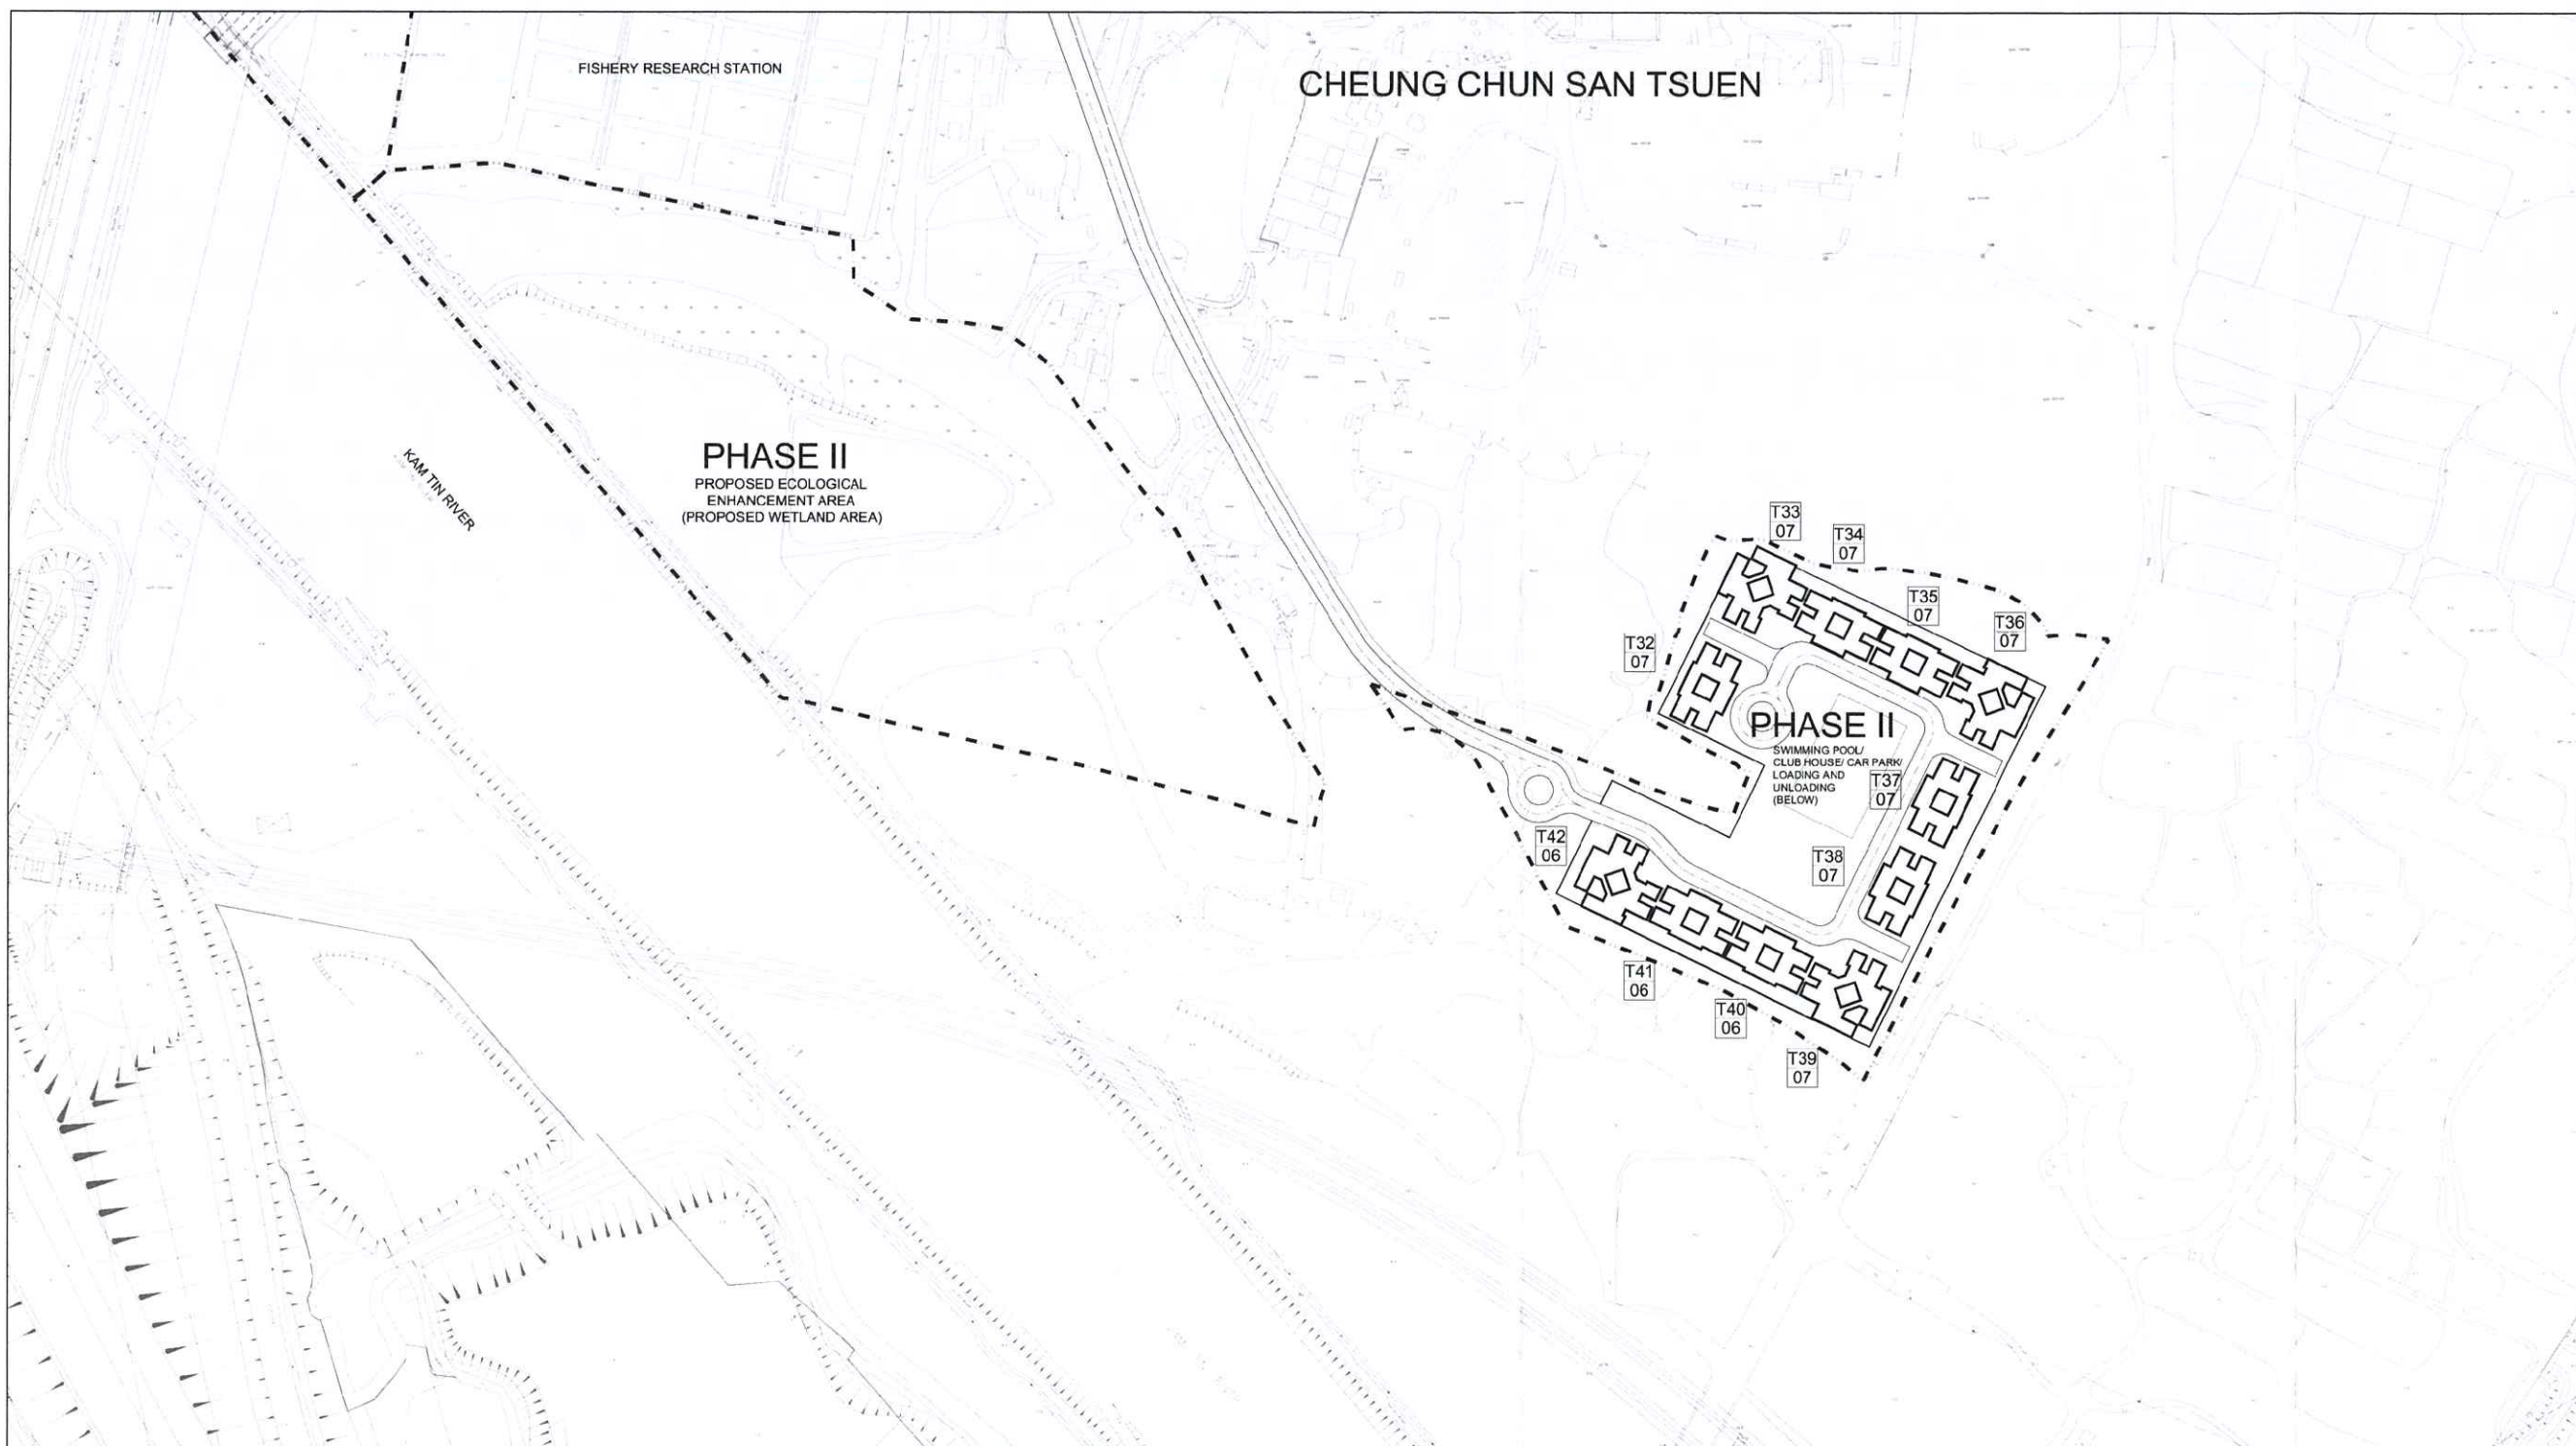 FISHERY RESEARCH STATION
CHEUNG CHUN SAN TSUEN
KAM TIN RIVER
PHASE II
PROPOSED ECOLOGICAL
ENHANCEMENT AREA
(PROPOSED WETLAND AREA)
T33
07
T34
07
T35
07
T36
07
T32
07
PHASE II
SWIMMING POOL/
CLUB HOUSE/ CAR PARK/
LOADING AND
UNLOADING
(BELOW)
T37
07
T42
06
T38
07
T41
06
T40
06
T39
07